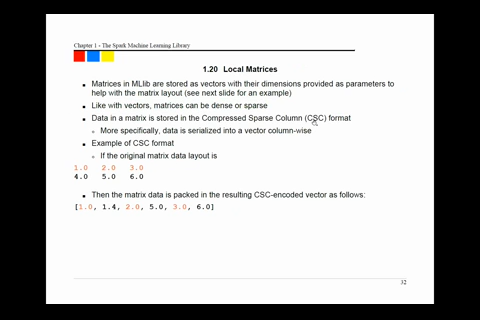 Chapter 1 - The Spark Machine Learning Library
1.20 Local Matrices
Matrices in MLlib are stored as vectors with their dimensions provided as parameters to
help with the matrix layout (see next slide for an example)
Like with vectors, matrices can be dense or sparse
Data in a matrix is stored in the Compressed Sparse Column (CSC) format
More specifically, data is serialized into a vector column-wise
Example of CSC format
If the original matrix data layout is
1.0 2.0 3.0
4.0 5.0 6.0
Then the matrix data is packed in the resulting CSC-encoded vector as follows:
[1.0, 1.4, 2.0, 5.0, 3.0, 6.0]
32